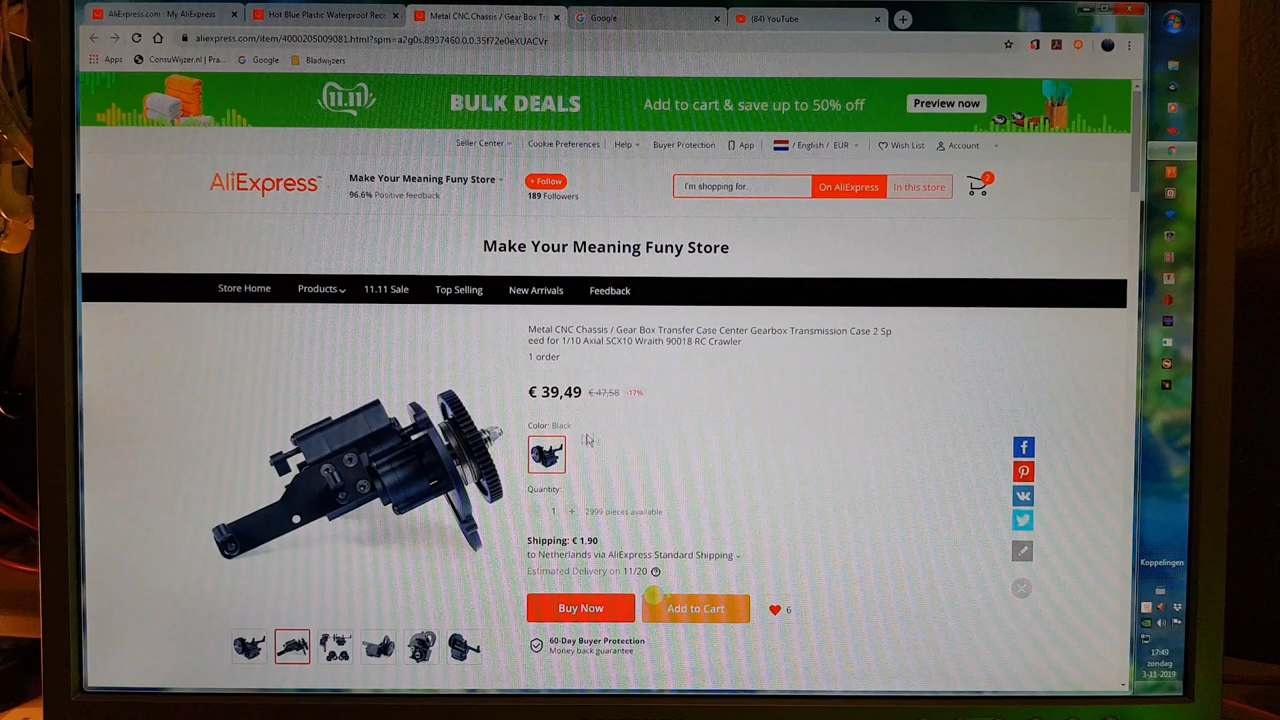 AliExpress.com : My AliExpress
Hot Blue Plastic Waterproof Rec
Metal CNC Chassis / Gear Box Tr
Google
(84) YouTube
aliexpress.com/item/4000205009081.html?spm=a2g0s.8937460.0.0.35f72e0eXUACVr
Apps
ConsuWijzer.nl | Pra...
Google
Bladwijzers
11.11
BULK DEALS
Add to cart & save up to 50% off
Preview now
Seller Center
Cookie Preferences
Help
Buyer Protection
App
/ English / EUR
Wish List
Account
AliExpress
Make Your Meaning Funy Store
96.6% Positive feedback
+ Follow
189 Followers
I'm shopping for...
On AliExpress
In this store
2
Make Your Meaning Funy Store
Store Home
Products
11.11 Sale
Top Selling
New Arrivals
Feedback
Metal CNC Chassis / Gear Box Transfer Case Center Gearbox Transmission Case 2 Sp
eed for 1/10 Axial SCX10 Wraith 90018 RC Crawler
1 order
€ 39,49 € 47,58 -17%
Color: Black
Quantity:
1 + 2999 pieces available
Shipping: € 1.90
to Netherlands via AliExpress Standard Shipping
Estimated Delivery on 11/20
Buy Now
Add to Cart
6
60-Day Buyer Protection
Money back guarantee
Koppelingen
17:49
zondag
3-11-2019